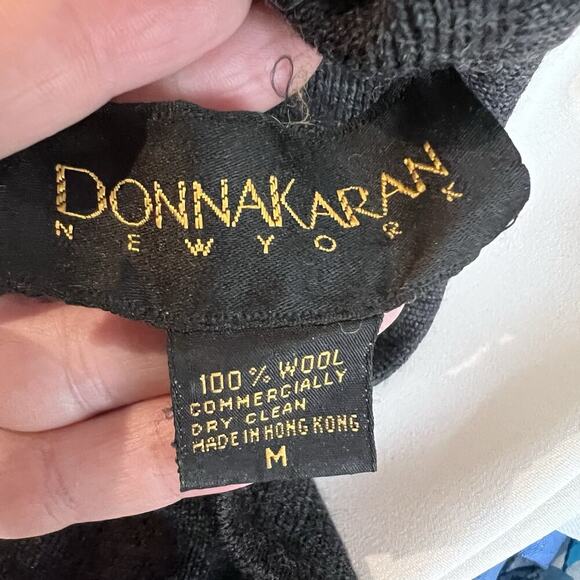 DONNAKARAN
NEW YORK
100 % WOOL
COMMERCIALLY
DRY CLEAN
MADE IN HONG KONG
M